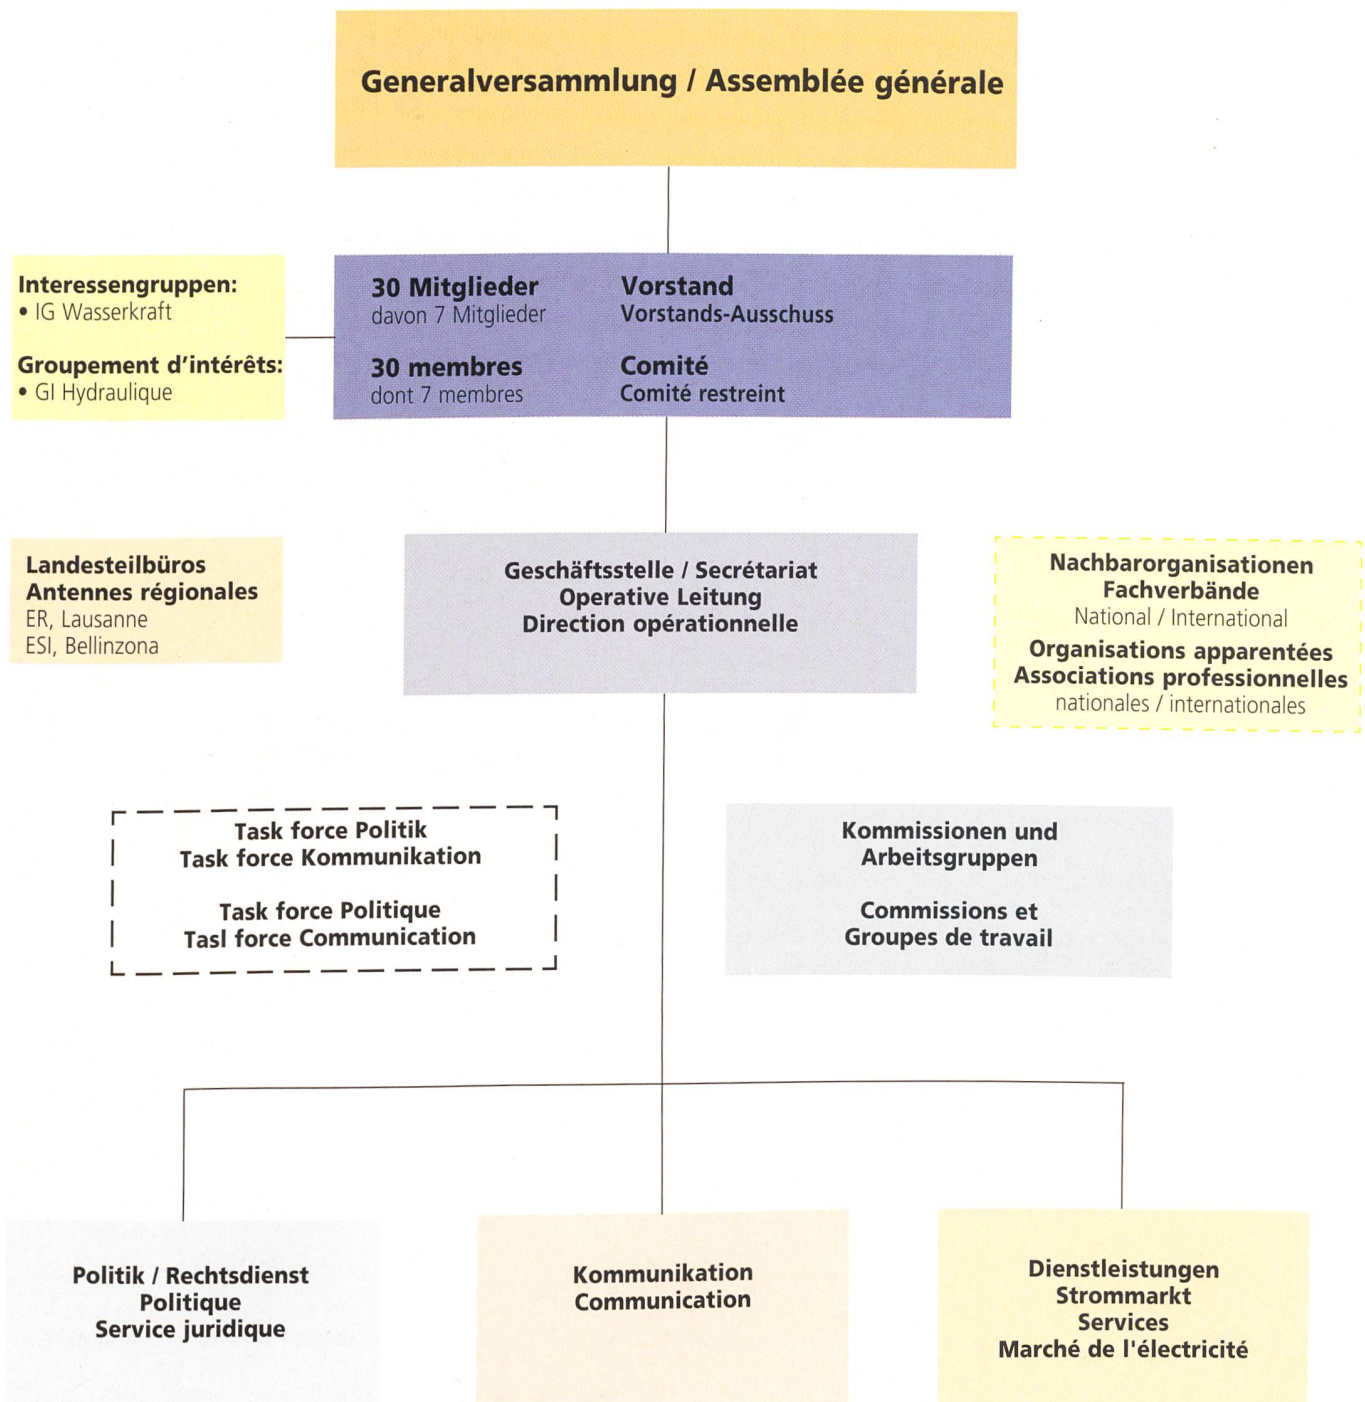 Generalversammlung / Assemblée générale
Interessengruppen:
• IG Wasserkraft
Groupement d'intérêts:
• GI Hydraulique
30 Mitglieder
davon 7 Mitglieder
30 membres
dont 7 membres
Vorstand
Vorstands-Ausschuss
Comité
Comité restreint
Landesteilbüros
Antennes régionales
ER, Lausanne
ESI, Bellinzona
Geschäftsstelle / Secrétariat
Operative Leitung
Direction opérationnelle
Nachbarorganisationen
Fachverbände
National / International
Organisations apparentées
Associations professionnelles
nationales / internationales
Task force Politik
Task force Kommunikation
Task force Politique
Tasl force Communication
Kommissionen und
Arbeitsgruppen
Commissions et
Groupes de travail
Politik / Rechtsdienst
Politique
Service juridique
Kommunikation
Communication
Dienstleistungen
Strommarkt
Services
Marché de l'électricité